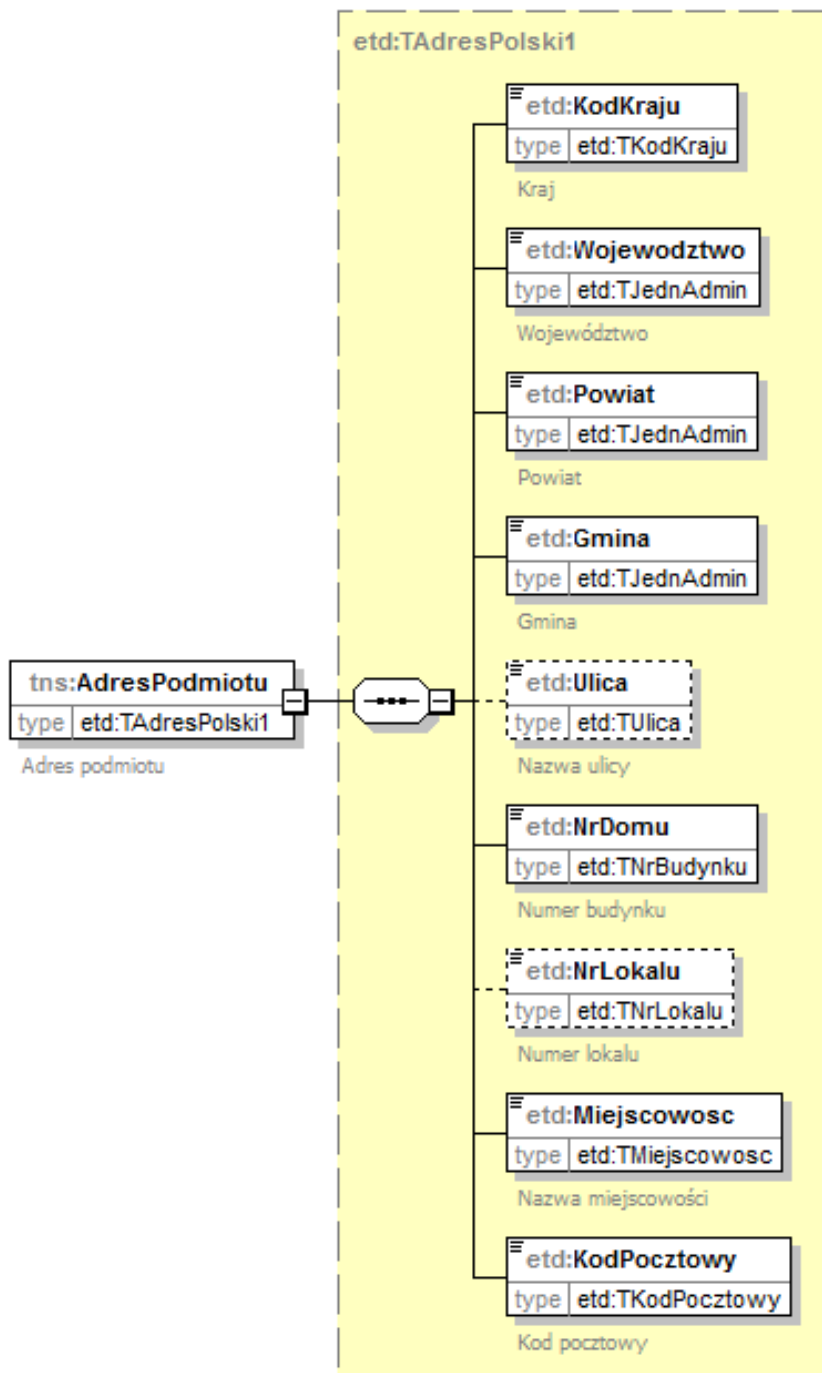 etd:TAdresPolski1
etd:KodKraju
type etd:TKodKraju
Kraj
etd:Wojewodztwo
type etd:TJednAdmin
Województwo
etd:Powiat
type etd:TJednAdmin
Powiat
etd:Gmina
type etd:TJednAdmin
Gmina
tns:AdresPodmiotu
type etd:TAdresPolski1
Adres podmiotu
etd:Ulica
type etd:TUlica
Nazwa ulicy
etd:NrDomu
type etd:TNrBudynku
Numer budynku
etd:NrLokalu
type etd:TNrLokalu
Numer lokalu
etd:Miejscowosc
type etd:TMiejscowosc
Nazwa miejscowości
etd:KodPocztowy
type etd:TKodPocztowy
Kod pocztowy